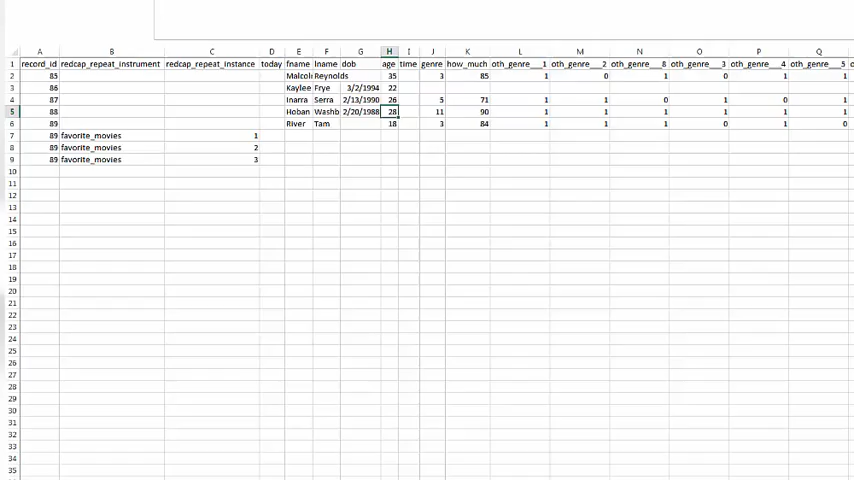 A B C D E F G H I J K L M N O P Q
1 record_id redcap_repeat_instrument redcap_repeat_instance today fname lname dob age time genre how_much oth_genre___1 oth_genre___2 oth_genre___8 oth_genre___3 oth_genre___4 oth_genre___5
2 85 Malcol Reynolds 35 3 85 1 0 1 0 1 1
3 86 Kaylee Frye 3/2/1994 22
4 87 Inarra Serra 2/13/1990 26 5 71 1 1 0 1 0 1
5 88 Hoban Washb 2/20/1988 28 11 90 1 1 1 1 1 1
6 89 River Tam 18 3 84 1 1 1 0 1 0
7 89 favorite_movies 1
8 89 favorite_movies 2
9 89 favorite_movies 3
10
11
12
13
14
15
16
17
18
19
20
21
22
23
24
25
26
27
28
29
30
31
32
33
34
35